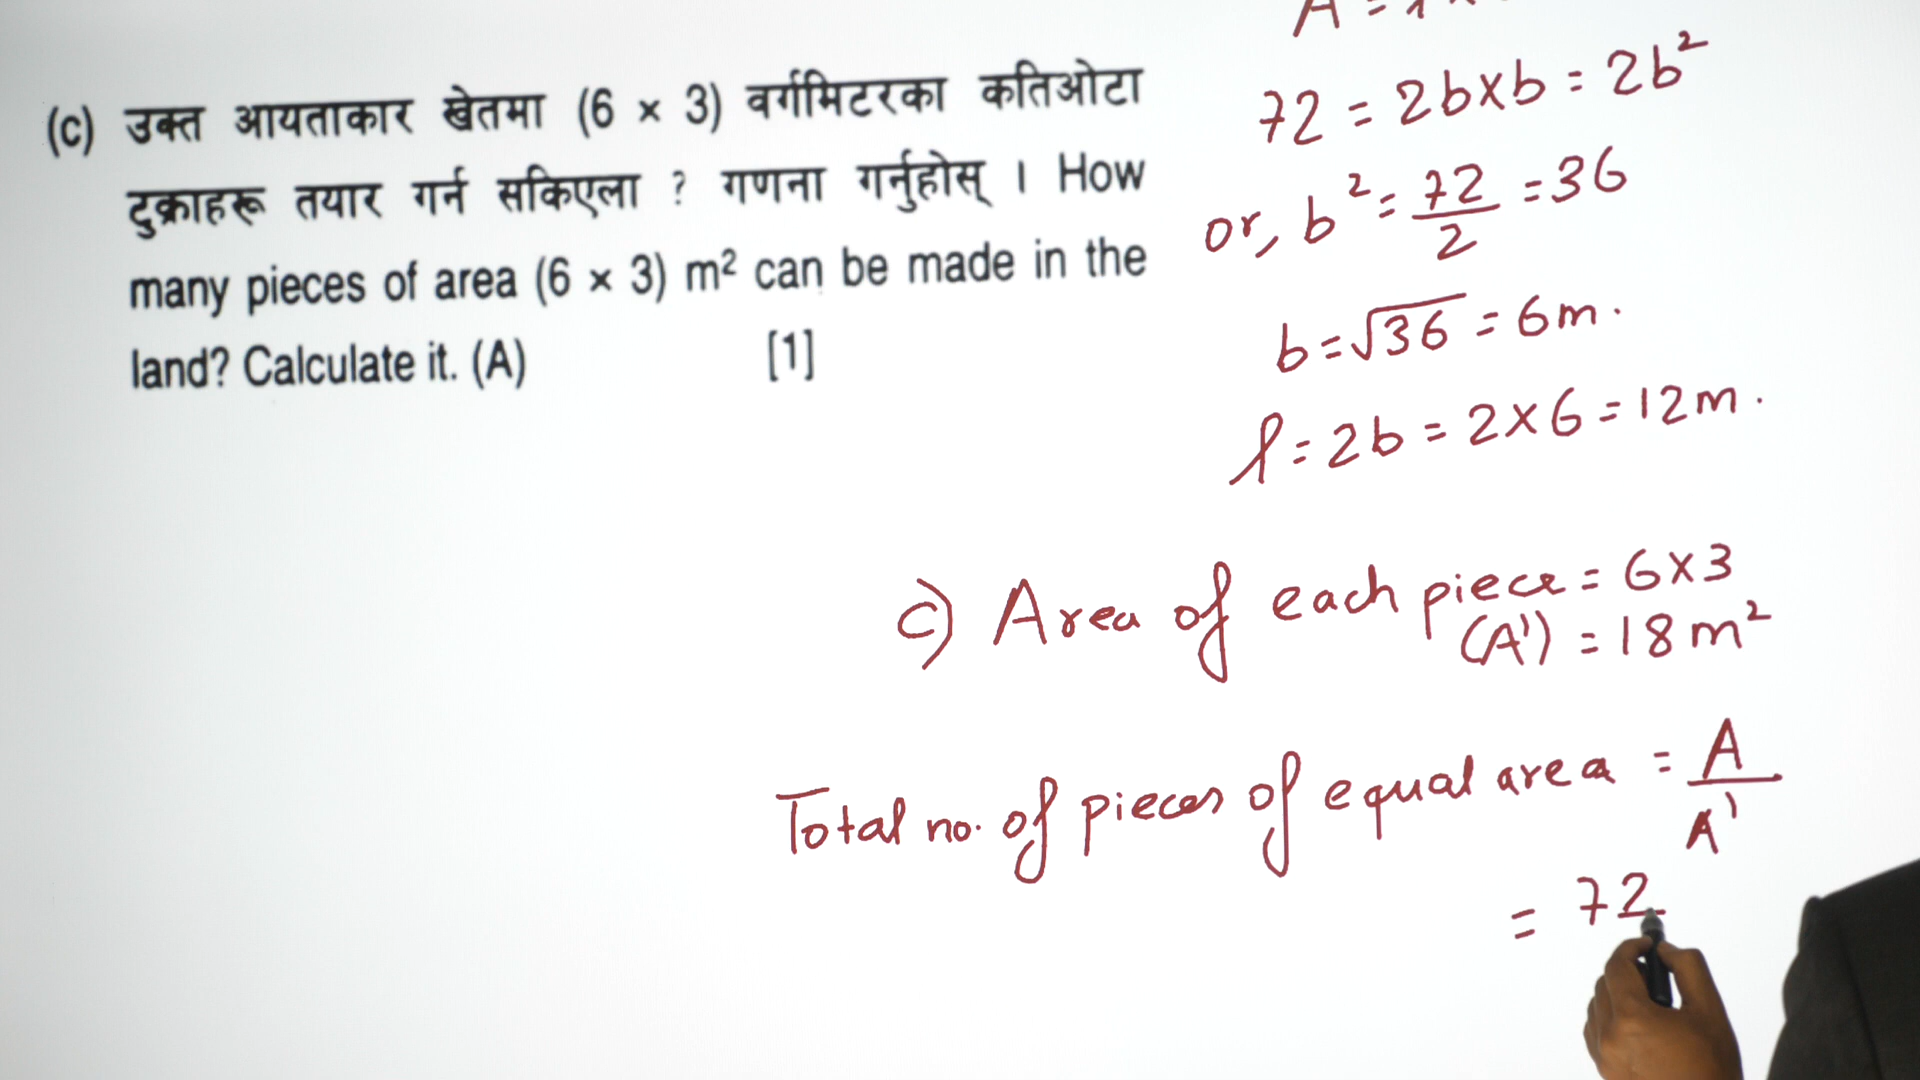 (c) उक्त आयताकार खेतमा (6 × 3) वर्गमिटरका कतिओटा
टुक्राहरू तयार गर्न सकिएला ? गणना गर्नुहोस् । How
many pieces of area (6 × 3) m² can be made in the
land? Calculate it. (A) [1]
72 = 2b×b = 2b²
or, b² = 72/2 = 36
b = √36 = 6m.
l = 2b = 2×6 = 12m.
c) Area of each piece = 6×3
(A') = 18m²
Total no. of pieces of equal area = A/A'
= 72